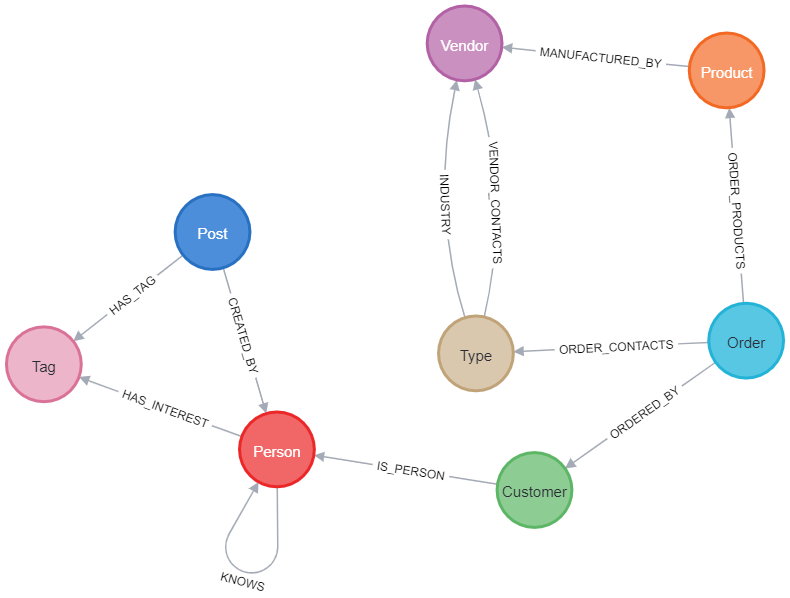 Vendor
MANUFACTURED_BY
Product
INDUSTRY
VENDOR_CONTACTS
ORDER_PRODUCTS
Post
HAS_TAG
CREATED_BY
Tag
Type
ORDER_CONTACTS
Order
HAS_INTEREST
ORDERED_BY
Person
IS_PERSON
Customer
KNOWS